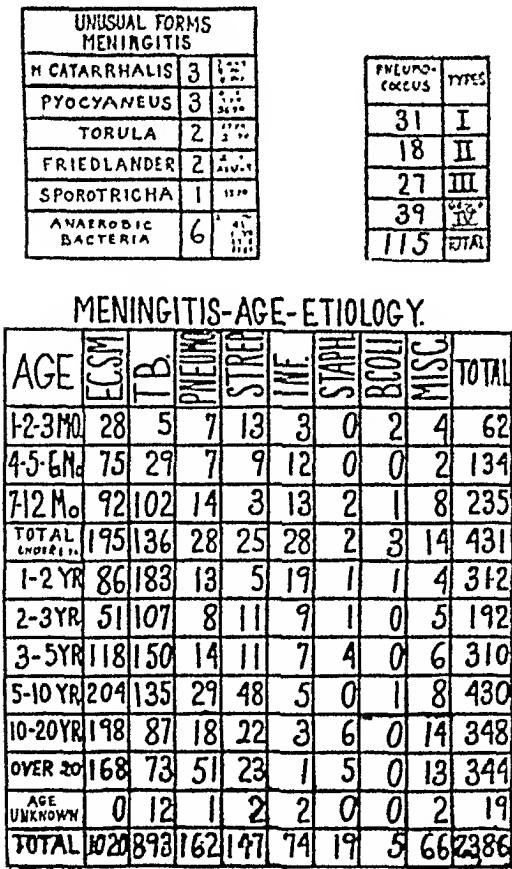 UNUSUAL FORMS
MENINGITIS
M CATARRHALIS 3
PYOCYANEUS 3
TORULA 2
FRIEDLANDER 2
SPOROTRICHA 1
ANAEROBIC
BACTERIA 6
PNEUMO-
COCCUS TYPES
31 I
18 II
27 III
39 IV
115 TOTAL
MENINGITIS-AGE-ETIOLOGY.
AGE ECSM T.B. PNEUMO STREP INF. STAPH BCOLI MISC. TOTAL
1-2-3 MO. 28 5 7 13 3 0 2 4 62
4-5-6 Mo 75 29 7 9 12 0 0 2 134
7-12 Mo 92 102 14 3 13 2 1 8 235
TOTAL
UNDER 1 195 136 28 25 28 2 3 14 431
1-2 YR 86 183 13 5 19 1 1 4 312
2-3 YR 51 107 8 11 9 1 0 5 192
3-5 YR 118 150 14 11 7 4 0 6 310
5-10 YR 204 135 29 48 5 0 1 8 430
10-20 YR 198 87 18 22 3 6 0 14 348
OVER 20 168 73 51 23 1 5 0 13 344
AGE
UNKNOWN 0 12 1 2 2 0 0 2 19
TOTAL 1020 893 162 147 74 19 5 66 2386